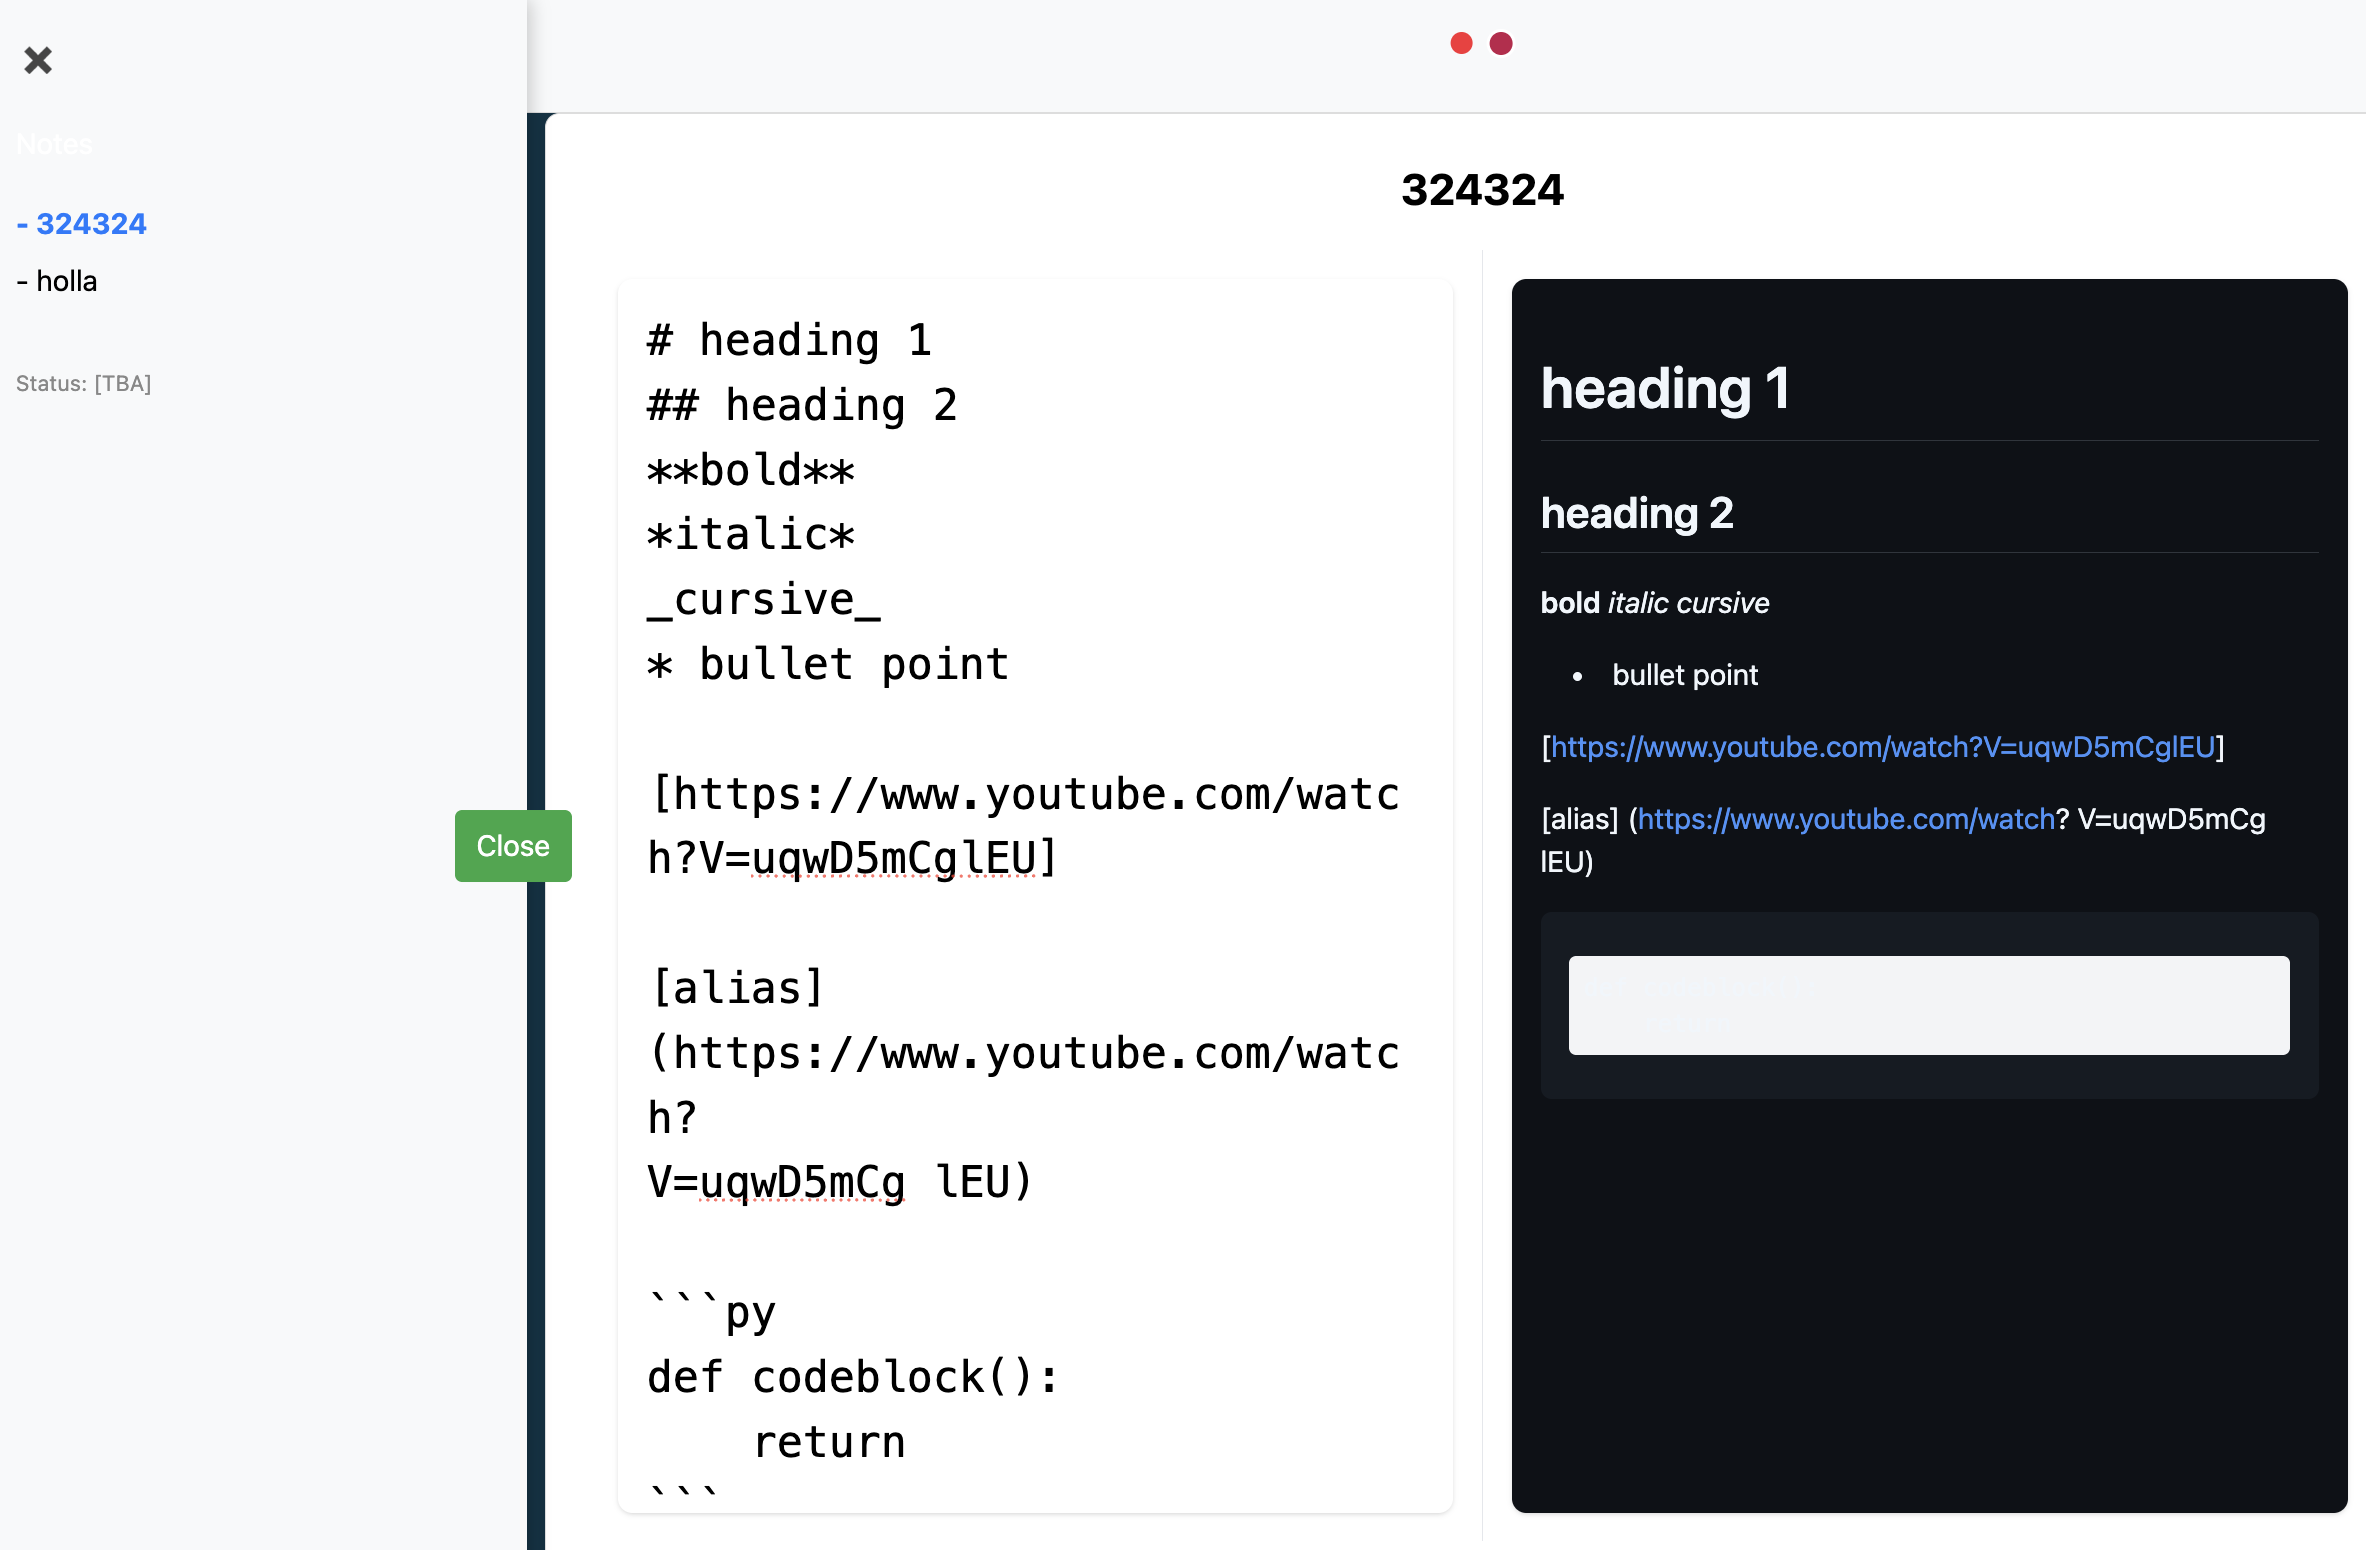 Notes
- 324324
- holla
Status: [TBA]
Close
324324
# heading 1
## heading 2
**bold**
*italic*
_cursive_
* bullet point
[https://www.youtube.com/watc
h?V=uqwD5mCglEU]
[alias]
(https://www.youtube.com/watc
h?
V=uqwD5mCg lEU)
```py
def codeblock():
    return
```
heading 1
heading 2
bold italic cursive
• bullet point
[https://www.youtube.com/watch?V=uqwD5mCglEU]
[alias] (https://www.youtube.com/watch? V=uqwD5mCg
lEU)